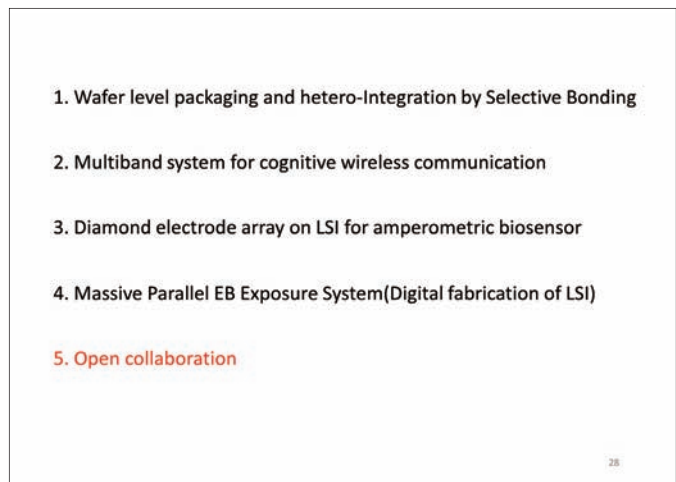 1. Wafer level packaging and hetero-Integration by Selective Bonding
2. Multiband system for cognitive wireless communication
3. Diamond electrode array on LSI for amperometric biosensor
4. Massive Parallel EB Exposure System(Digital fabrication of LSI)
5. Open collaboration
28